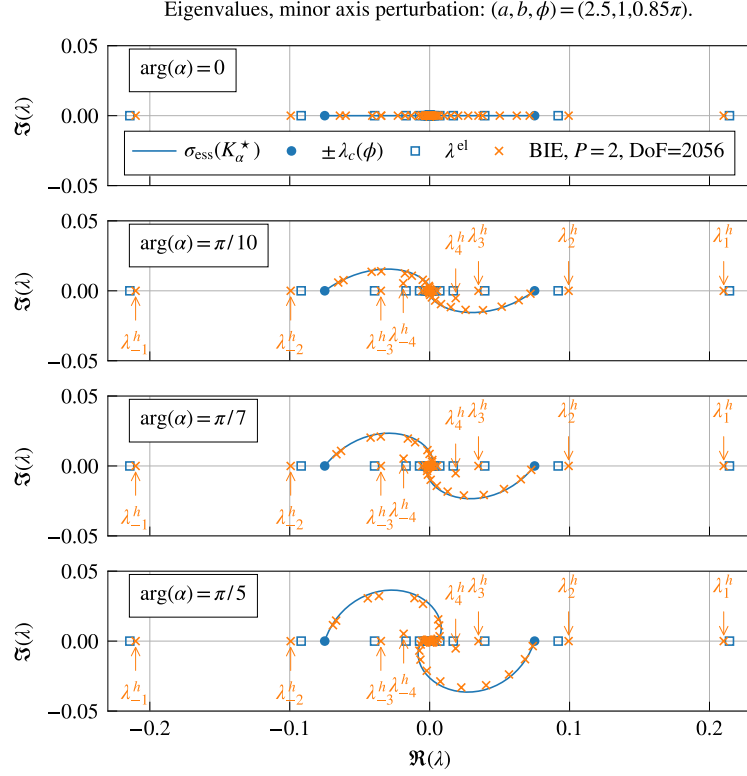 Eigenvalues, minor axis perturbation: (a, b, ϕ) = (2.5,1,0.85π).
0.05
arg(α) = 0
ℑ(λ)
0.00
σ_ess(K_α^⋆) ±λ_c(ϕ) λ^el BIE, P = 2, DoF=2056
−0.05
0.05
arg(α) = π/10
λ_4^h λ_3^h λ_2^h λ_1^h
ℑ(λ)
0.00
λ_{−1}^h λ_{−2}^h λ_{−3}^h λ_{−4}^h
−0.05
0.05
arg(α) = π/7
λ_4^h λ_3^h λ_2^h λ_1^h
ℑ(λ)
0.00
λ_{−1}^h λ_{−2}^h λ_{−3}^h λ_{−4}^h
−0.05
0.05
arg(α) = π/5
λ_4^h λ_3^h λ_2^h λ_1^h
ℑ(λ)
0.00
λ_{−1}^h λ_{−2}^h λ_{−3}^h λ_{−4}^h
−0.05
−0.2 −0.1 0.0 0.1 0.2
ℜ(λ)